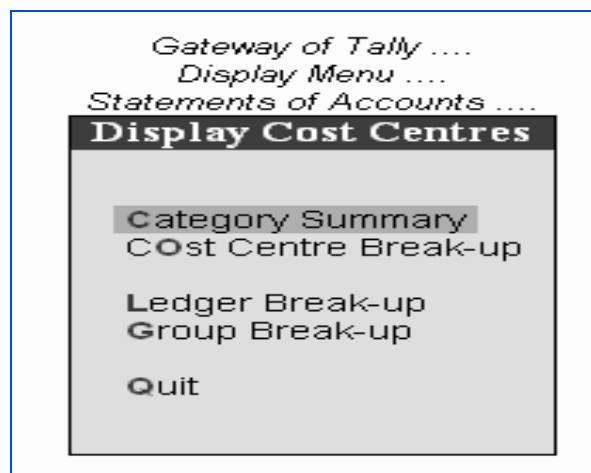 Gateway of Tally ....
Display Menu ....
Statements of Accounts ....
Display Cost Centres
Category Summary
COst Centre Break-up
Ledger Break-up
Group Break-up
Quit